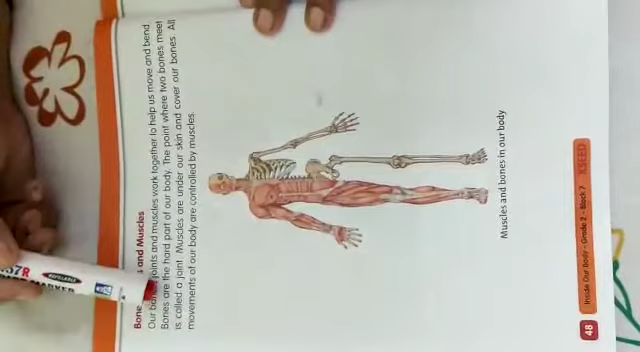 Bone s and Muscles
Our bones, joints and muscles work together to help us move and bend.
Bones are the hard part of our body. The point where two bones meet
is called a joint. Muscles are under our skin and cover our bones. All
movements of our body are controlled by muscles.
Muscles and bones in our body
48
Inside Our Body - Grade 2 - Block 7
KSEED
REFILLABLE
MARKER